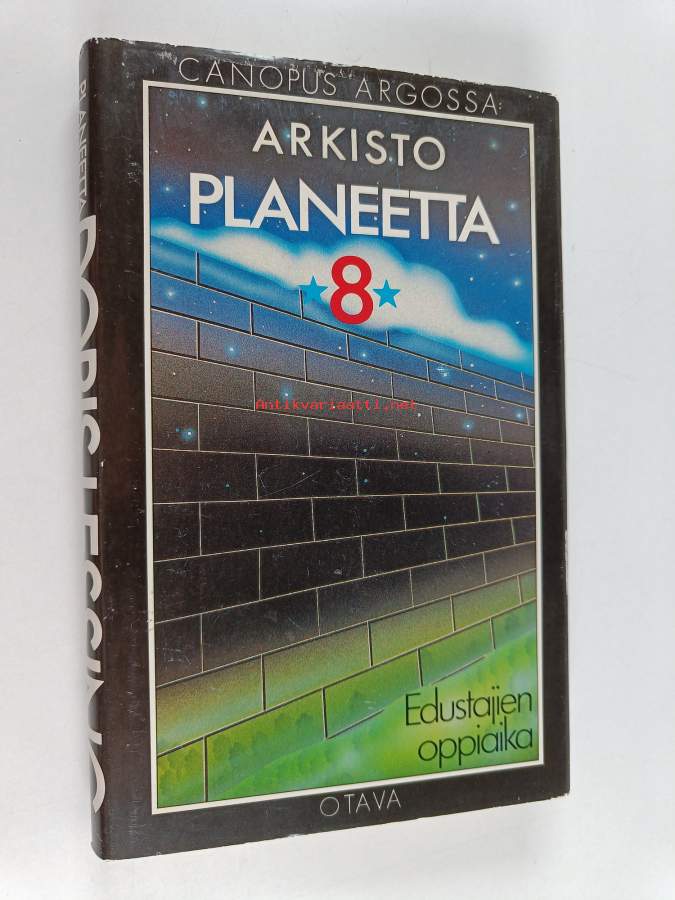 CANOPUS ARGOSSA:
ARKISTO
PLANEETTA
8
Antikvariaatti.net
Edustajien
oppiaika
OTAVA
PLANEETTA
DORIS LESSING